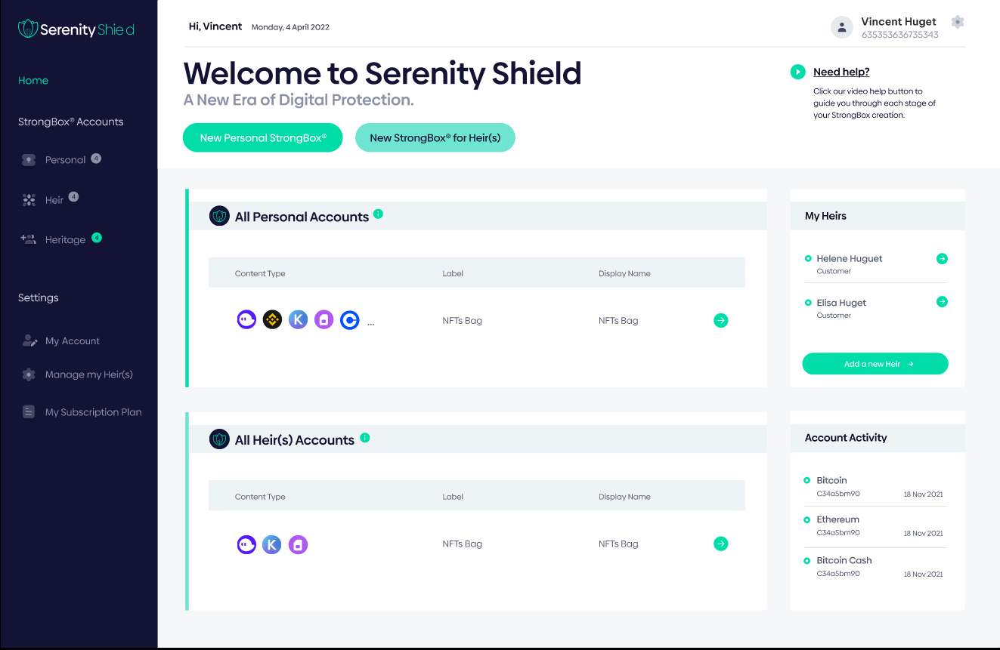 Serenity Shield
Hi, Vincent Monday, 4 April 2022
Vincent Huget
635353636735343
Home
StrongBox® Accounts
Personal 4
Heir 4
Heritage 4
Settings
My Account
Manage my Heir(s)
My Subscription Plan
Welcome to Serenity Shield
A New Era of Digital Protection.
New Personal StrongBox®
New StrongBox® for Heir(s)
Need help?
Click our video help button to
guide you through each stage of
your StrongBox creation.
All Personal Accounts i
Content Type Label Display Name
K ... NFTs Bag NFTs Bag
My Heirs
Helene Huguet
Customer
Elisa Huget
Customer
Add a new Heir
All Heir(s) Accounts i
Content Type Label Display Name
K NFTs Bag NFTs Bag
Account Activity
Bitcoin
C34a5bm90 18 Nov 2021
Ethereum
C34a5bm90 18 Nov 2021
Bitcoin Cash
C34a5bm90 18 Nov 2021